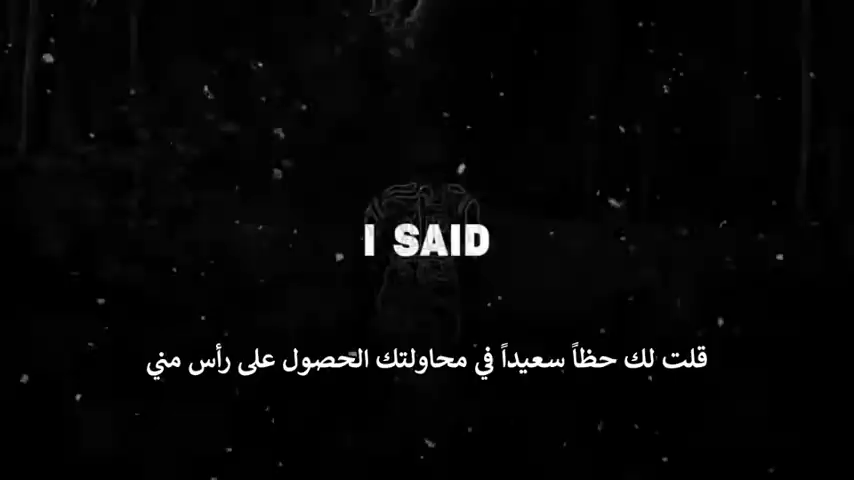 I SAID
قلت لك حظاً سعيداً في محاولتك الحصول على رأس مني